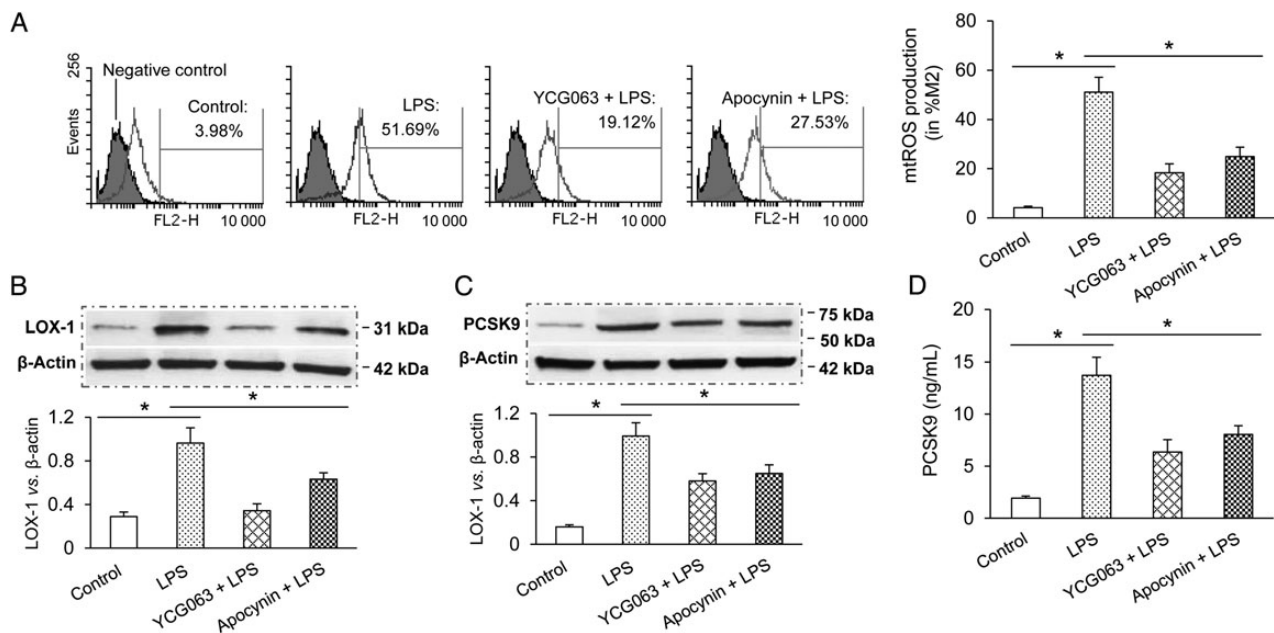 A
256
Events
Negative control
Control:
3.98%
FL2-H
10 000
LPS:
51.69%
FL2-H
10 000
YCG063 + LPS:
19.12%
FL2-H
10 000
Apocynin + LPS:
27.53%
FL2-H
10 000
mtROS production
(in %M2)
80
60
40
20
0
*
*
Control
LPS
YCG063 + LPS
Apocynin + LPS
B
LOX-1
31 kDa
β-Actin
42 kDa
LOX-1 vs. β-actin
1.2
0.8
0.4
0
*
*
Control
LPS
YCG063 + LPS
Apocynin + LPS
C
PCSK9
75 kDa
50 kDa
β-Actin
42 kDa
LOX-1 vs. β-actin
1.2
0.8
0.4
0
*
*
Control
LPS
YCG063 + LPS
Apocynin + LPS
D
PCSK9 (ng/mL)
20
15
10
5
0
*
*
Control
LPS
YCG063 + LPS
Apocynin + LPS